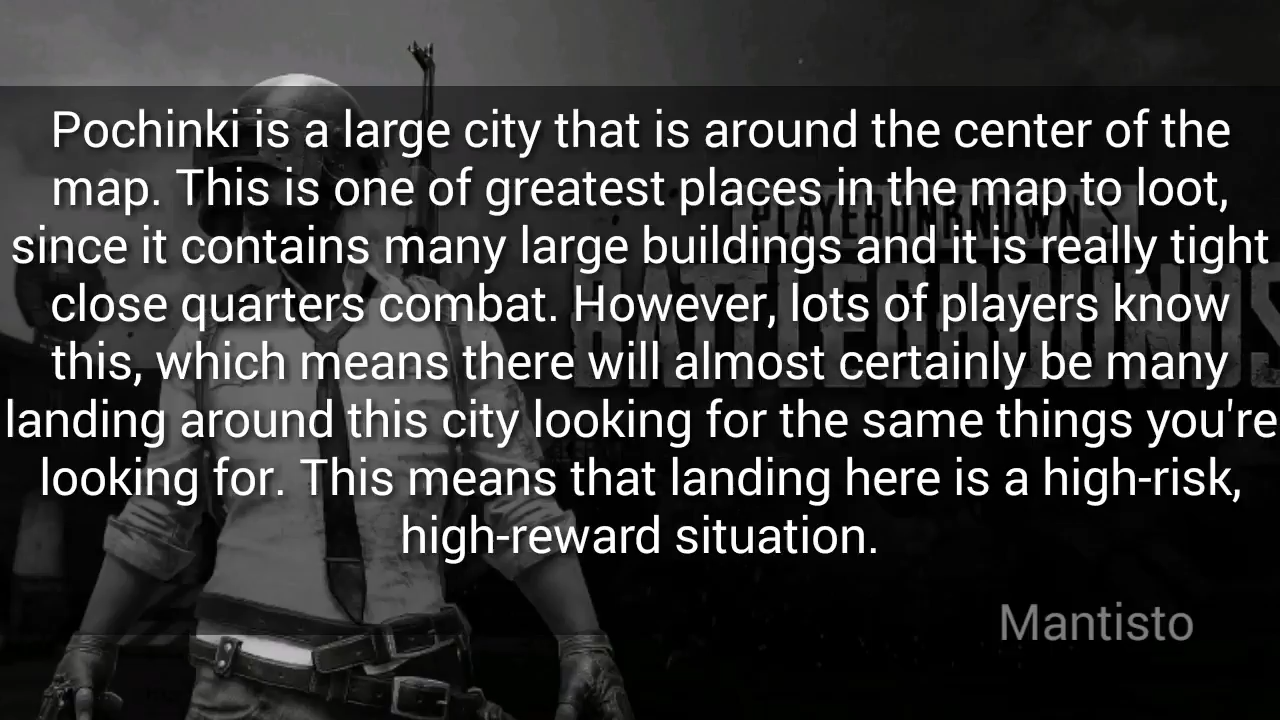 Pochinki is a large city that is around the center of the
map. This is one of greatest places in the map to loot,
PLAYERUNKNOWN'S
since it contains many large buildings and it is really tight
close quarters combat. However, lots of players know
BATTLEGROUNDS
this, which means there will almost certainly be many
landing around this city looking for the same things you're
looking for. This means that landing here is a high-risk,
high-reward situation.
Mantisto